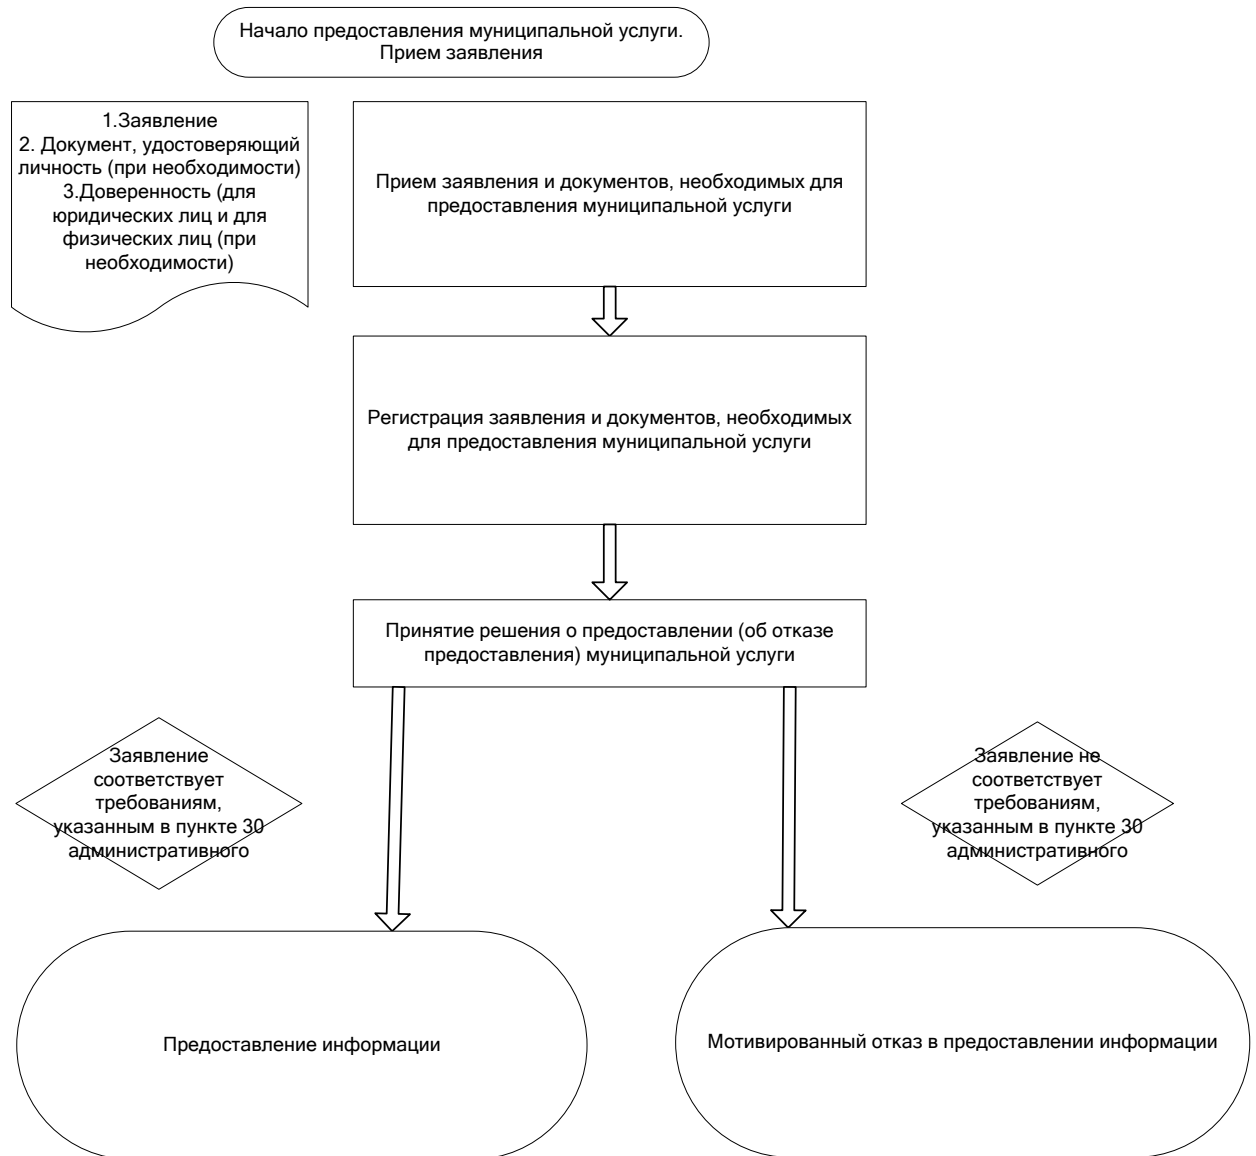 Начало предоставления муниципальной услуги.
Прием заявления
1.Заявление
2. Документ, удостоверяющий
личность (при необходимости)
3.Доверенность (для
юридических лиц и для
физических лиц (при
необходимости)
Прием заявления и документов, необходимых для
предоставления муниципальной услуги
Регистрация заявления и документов, необходимых
для предоставления муниципальной услуги
Принятие решения о предоставлении (об отказе
предоставления) муниципальной услуги
Заявление
соответствует
требованиям,
указанным в пункте 30
административного
Заявление не
соответствует
требованиям,
указанным в пункте 30
административного
Предоставление информации
Мотивированный отказ в предоставлении информации